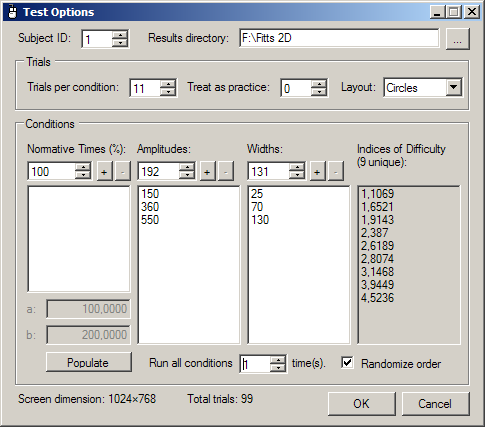 Test Options
Subject ID: 1 Results directory: F:\Fitts 2D ...
Trials
Trials per condition: 11 Treat as practice: 0 Layout: Circles
Conditions
Normative Times (%): Amplitudes: Widths: Indices of Difficulty
(9 unique):
100 + - 192 + - 131 + -
150 25 1,1069
360 70 1,6521
550 130 1,9143
2,387
2,6189
2,8074
3,1468
3,9449
4,5236
a: 100,0000
b: 200,0000
Populate Run all conditions 1 time(s). Randomize order
Screen dimension: 1024×768 Total trials: 99 OK Cancel